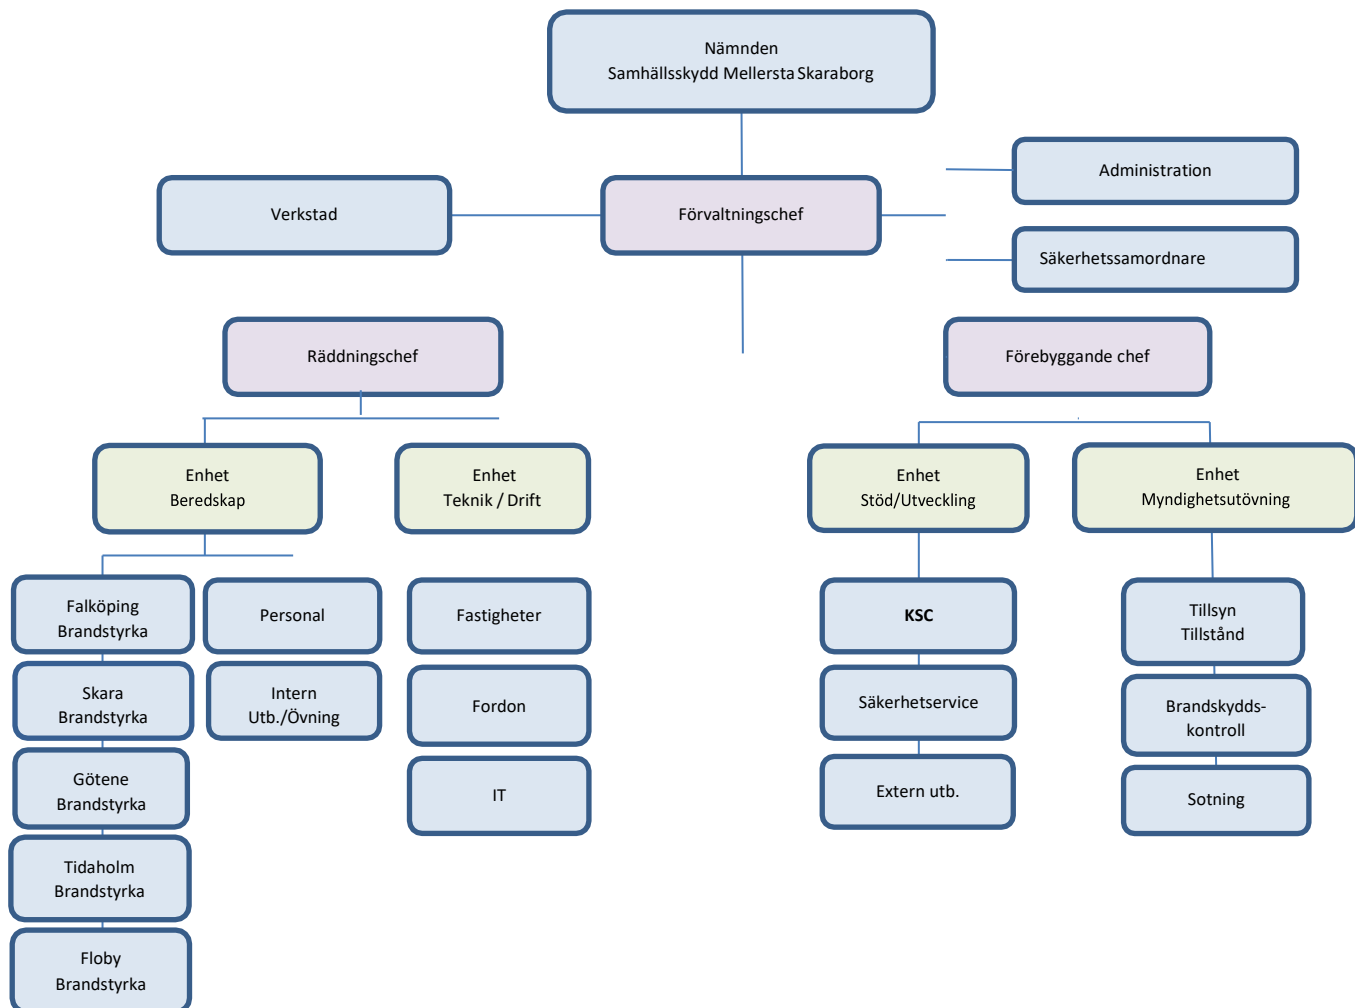 Nämnden
Samhällsskydd Mellersta Skaraborg
Administration
Verkstad
Förvaltningschef
Säkerhetssamordnare
Räddningschef
Förebyggande chef
Enhet
Beredskap
Enhet
Teknik / Drift
Enhet
Stöd/Utveckling
Enhet
Myndighetsutövning
Falköping
Brandstyrka
Personal
Fastigheter
KSC
Tillsyn
Tillstånd
Skara
Brandstyrka
Intern
Utb./Övning
Fordon
Säkerhetservice
Brandskydds-
kontroll
Götene
Brandstyrka
IT
Extern utb.
Sotning
Tidaholm
Brandstyrka
Floby
Brandstyrka